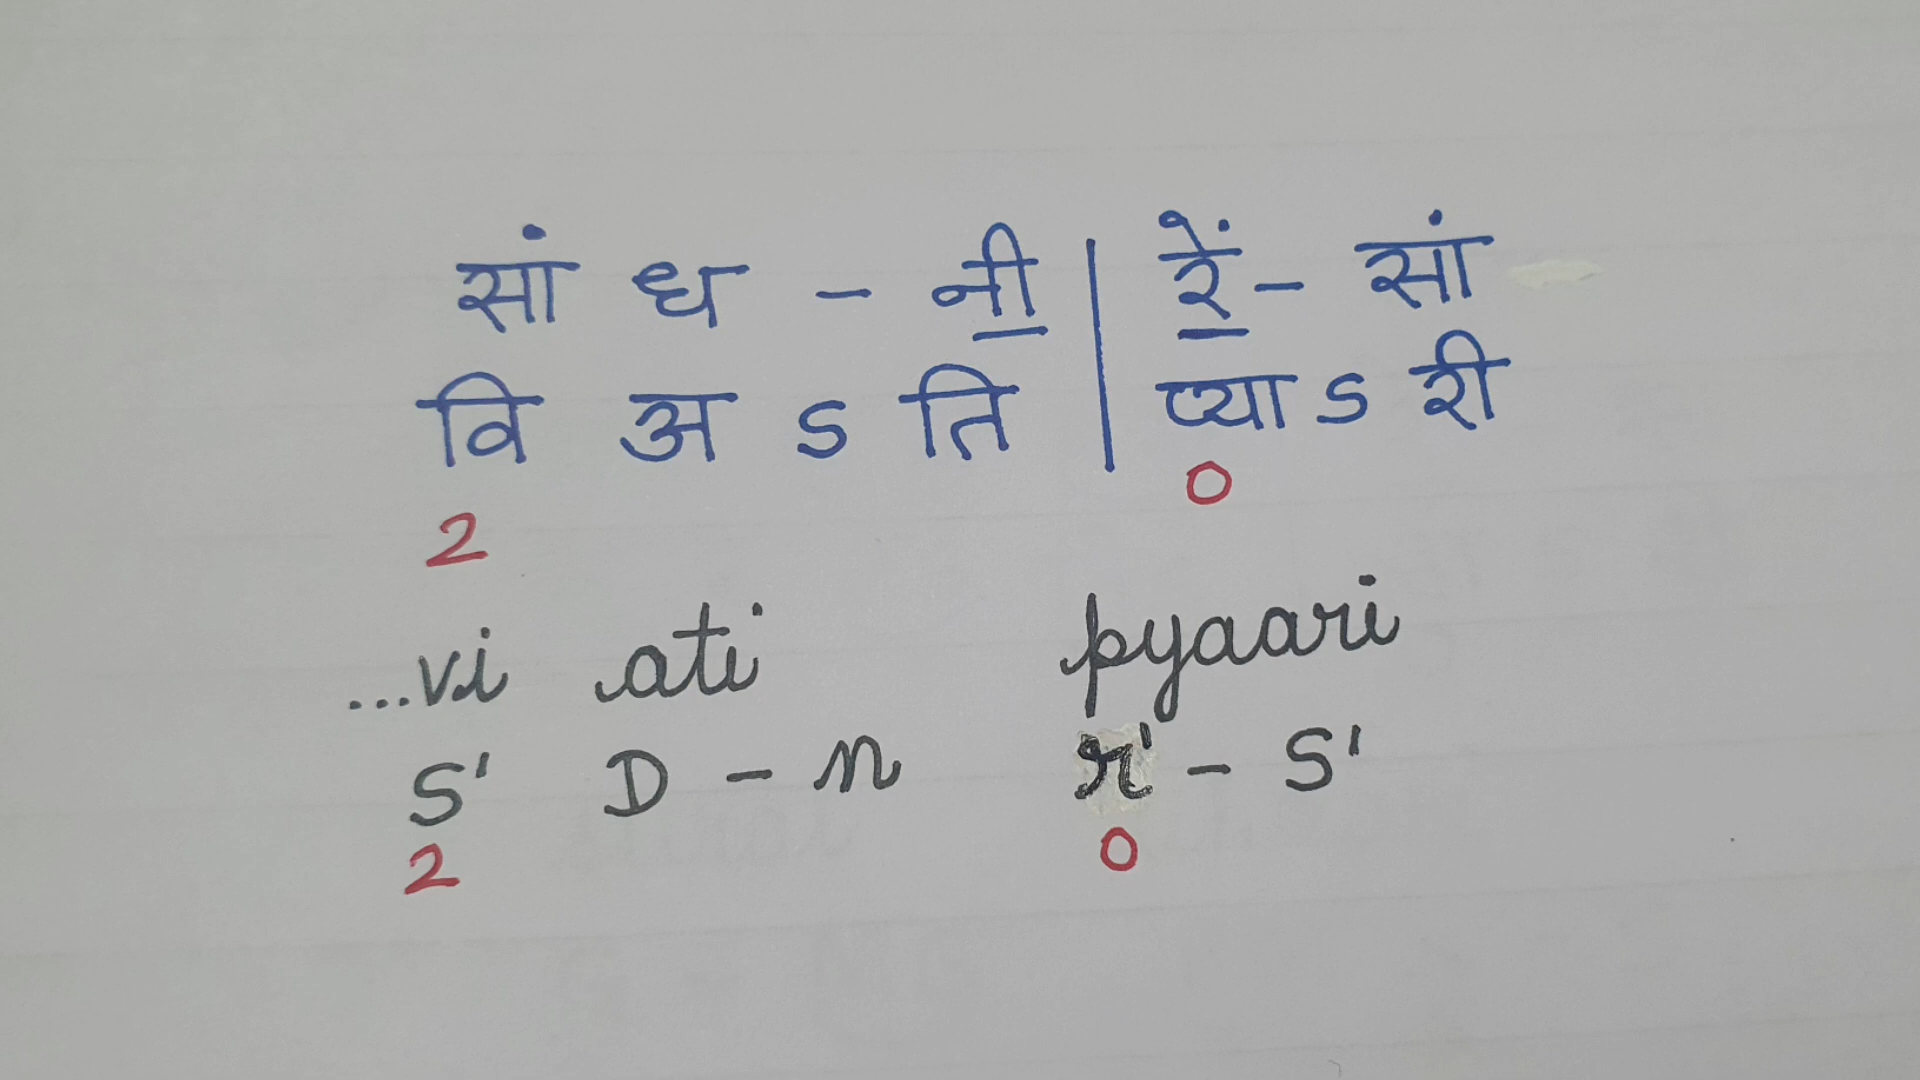 सां ध - नी॒ | रें॒ - सां
वि अ ऽ ति | प्या ऽ री
2 0
...vi ati pyaari
S' D - n r' - S'
2 0